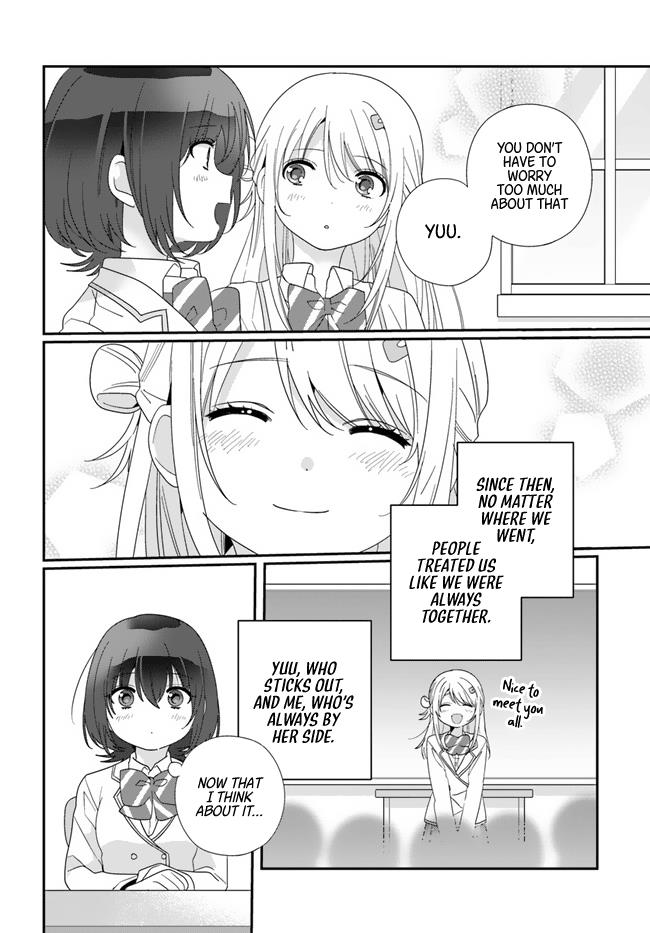 YOU DON'T
HAVE TO
WORRY
TOO MUCH
ABOUT THAT
YUU.
SINCE THEN,
NO MATTER
WHERE WE
WENT,
PEOPLE
TREATED US
LIKE WE WERE
ALWAYS
TOGETHER.
Nice to
meet you
all.
YUU, WHO
STICKS OUT,
AND ME, WHO'S
ALWAYS BY
HER SIDE.
NOW THAT
I THINK
ABOUT IT...